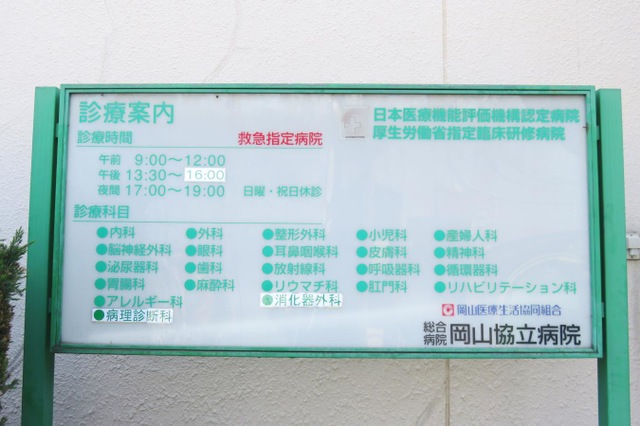 診療案内
日本医療機能評価機構認定病院
厚生労働省指定臨床研修病院
診療時間
救急指定病院
午前 9:00〜12:00
午後 13:30〜16:00
夜間 17:00〜19:00 日曜・祝日休診
診療科目
●内科 ●外科 ●整形外科 ●小児科 ●産婦人科
●脳神経外科 ●眼科 ●耳鼻咽喉科 ●皮膚科 ●精神科
●泌尿器科 ●歯科 ●放射線科 ●呼吸器科 ●循環器科
●胃腸科 ●麻酔科 ●リウマチ科 ●肛門科 ●リハビリテーション科
●アレルギー科 ●消化器外科
●病理診断科
岡山医療生活協同組合
総合病院 岡山協立病院